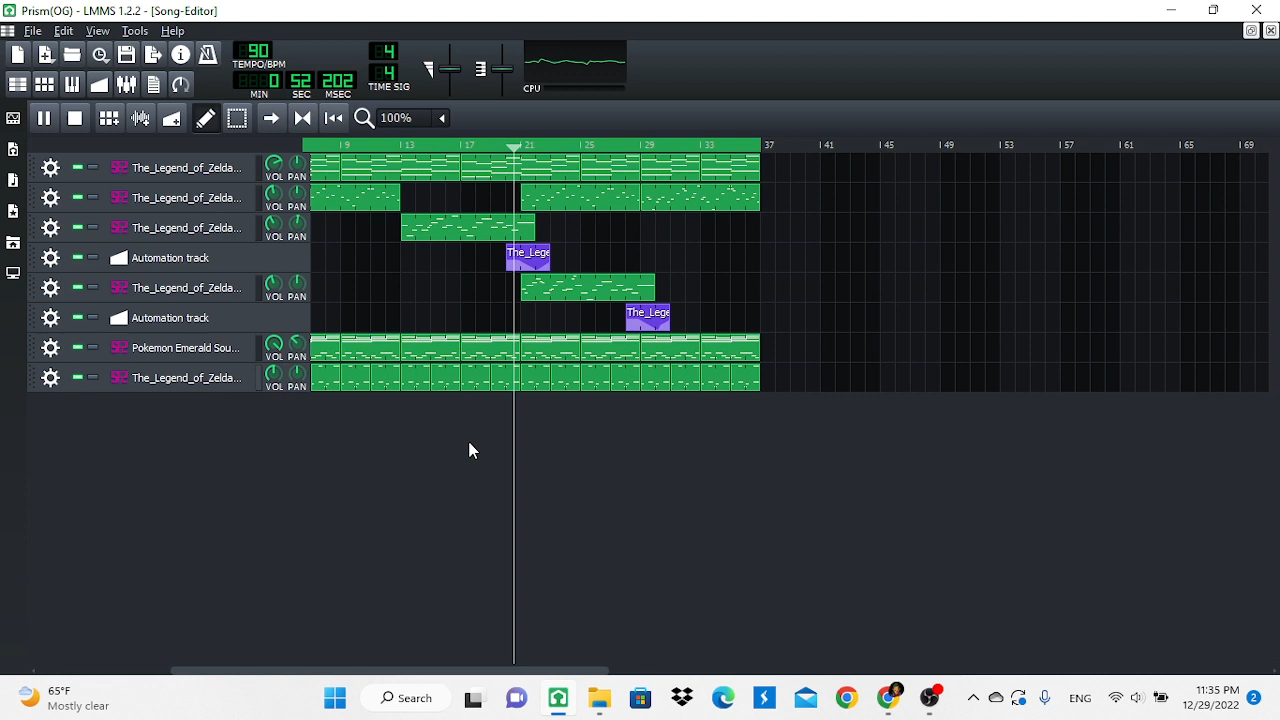 Prism(OG) - LMMS 1.2.2 - [Song-Editor]
File Edit View Tools Help
90
TEMPO/BPM
0 52 202
MIN SEC MSEC
4
4
TIME SIG
CPU
100%
9 13 17 21 25 29 33 37 41 45 49 53 57 61 65 69
The_Legend_of_Zelda... VOL PAN
The_Legend_of_Zelda... VOL PAN
The_Legend_of_Zelda... VOL PAN
Automation track The_Lege
The_Legend_of_Zelda... VOL PAN
Automation track The_Lege
Pokemon Emerald Sou... VOL PAN
The_Legend_of_Zelda... VOL PAN
65°F
Mostly clear
Search
ENG
11:35 PM
12/29/2022
2